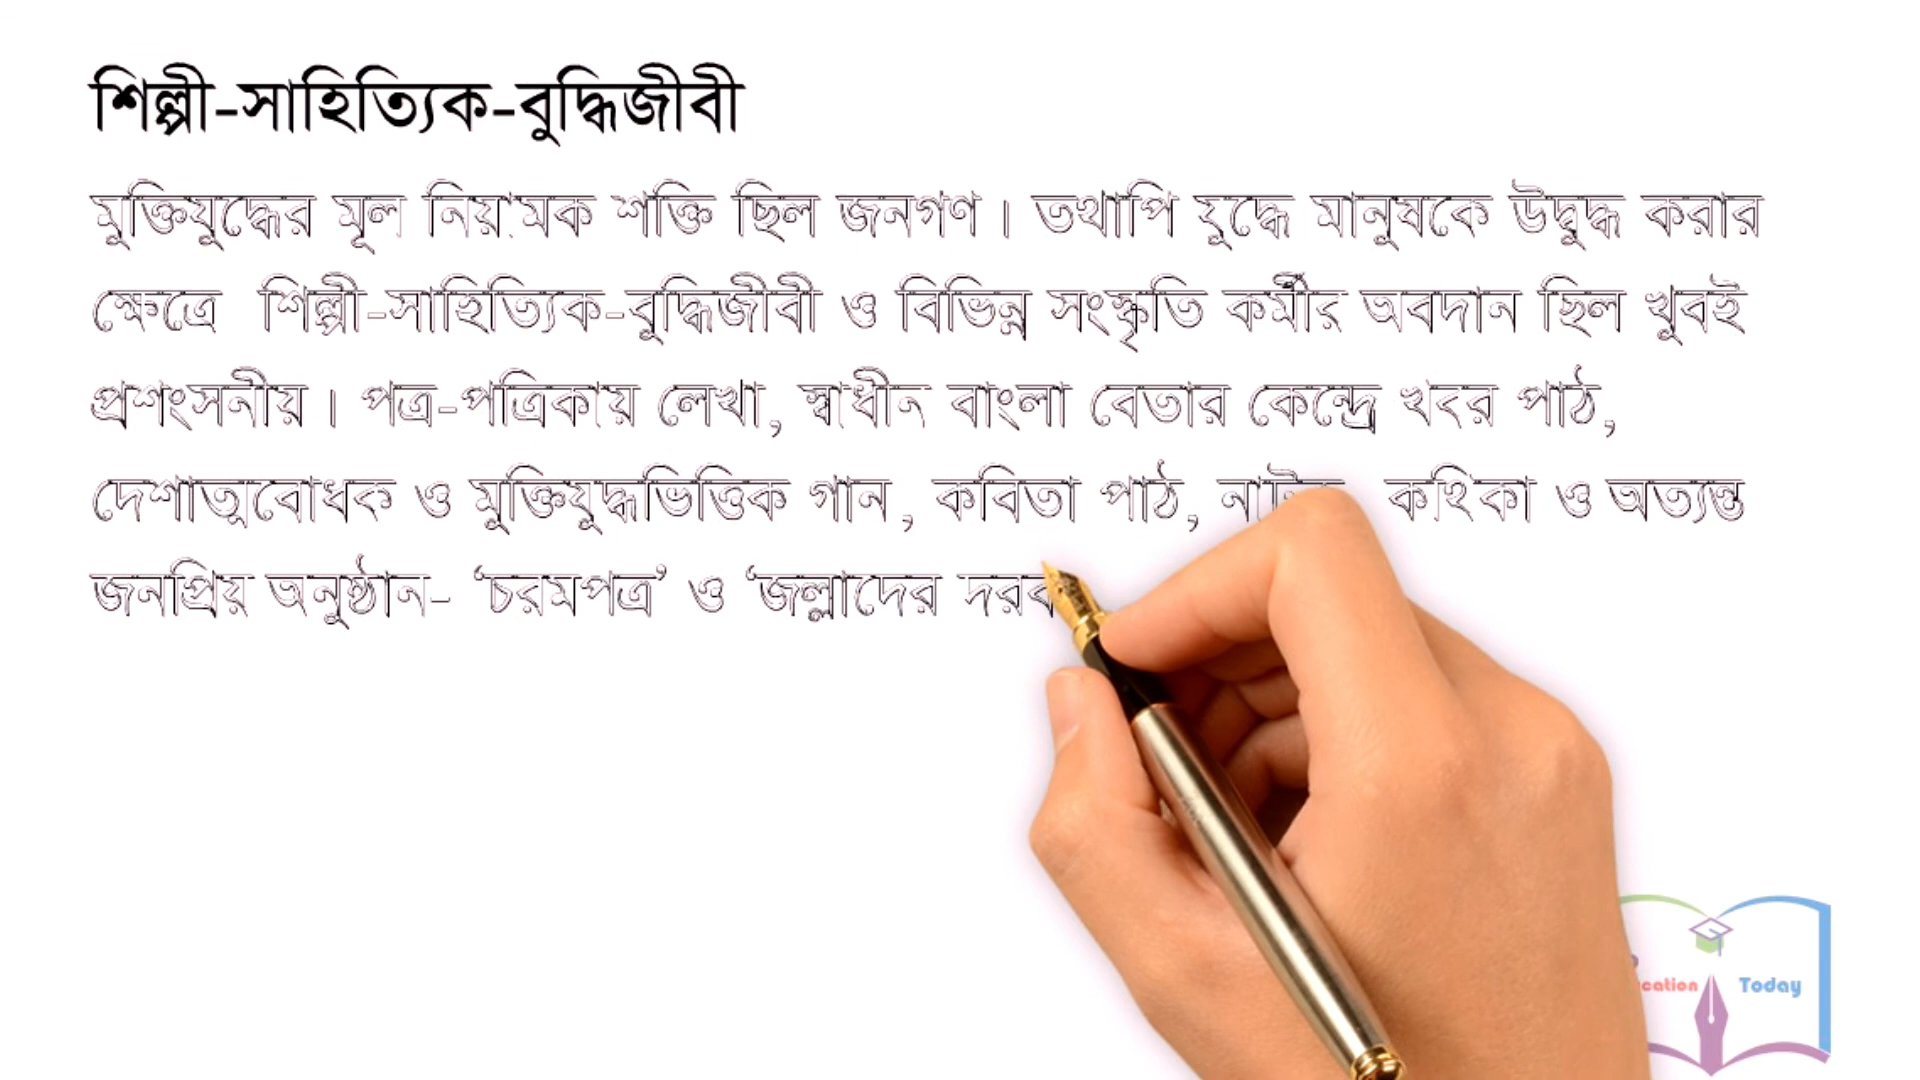 শিল্পী-সাহিত্যিক-বুদ্ধিজীবী
মুক্তিযুদ্ধের মূল নিয়ামক শক্তি ছিল জনগণ। তথাপি যুদ্ধে মানুষকে উদ্বুদ্ধ করার
ক্ষেত্রে শিল্পী-সাহিত্যিক-বুদ্ধিজীবী ও বিভিন্ন সংস্কৃতি কর্মীর অবদান ছিল খুবই
প্রশংসনীয়। পত্র-পত্রিকায় লেখা, স্বাধীন বাংলা বেতার কেন্দ্রে খবর পাঠ,
দেশাত্মবোধক ও মুক্তিযুদ্ধভিত্তিক গান, কবিতা পাঠ, কথিকা ও অত্যন্ত
জনপ্রিয় অনুষ্ঠান- ‘চরমপত্র’ ও ‘জল্লাদের
Today